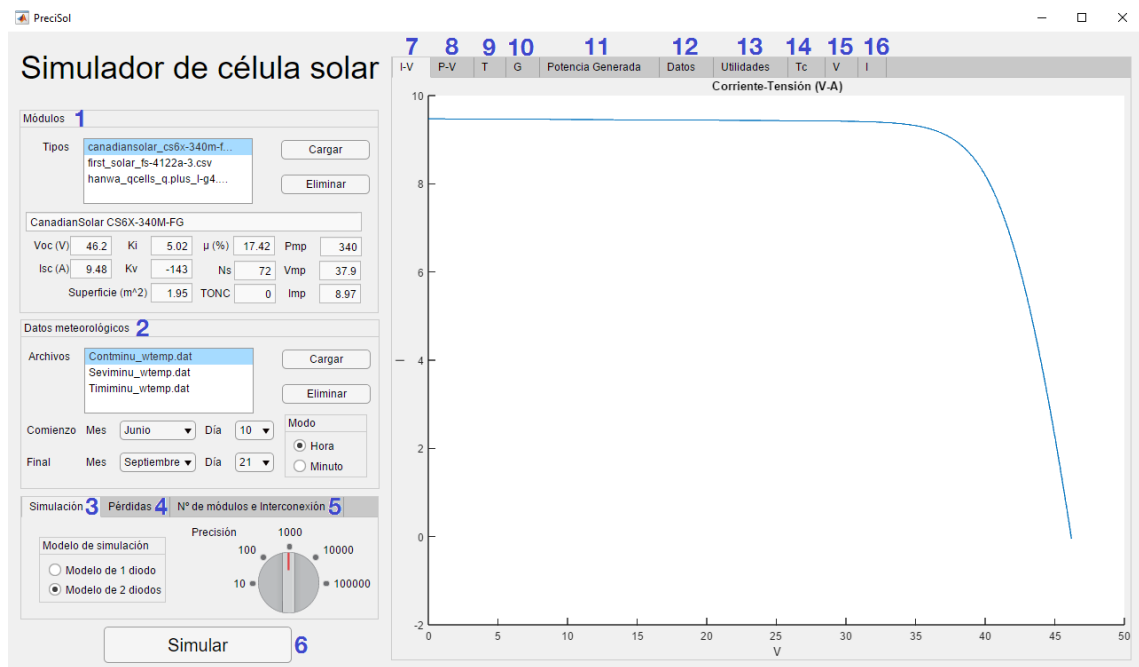 PreciSol
Simulador de célula solar
Módulos 1
Tipos
canadiansolar_cs6x-340m-f...
first_solar_fs-4122a-3.csv
hanwa_qcells_q.plus_l-g4....
Cargar
Eliminar
CanadianSolar CS6X-340M-FG
Voc (V) 46.2 Ki 5.02 µ (%) 17.42 Pmp 340
Isc (A) 9.48 Kv -143 Ns 72 Vmp 37.9
Superficie (m^2) 1.95 TONC 0 Imp 8.97
Datos meteorológicos 2
Archivos
Contminu_wtemp.dat
Seviminu_wtemp.dat
Timiminu_wtemp.dat
Cargar
Eliminar
Comienzo Mes Junio Día 10
Final Mes Septiembre Día 21
Modo
Hora
Minuto
Simulación 3 Pérdidas 4 Nº de módulos e Interconexión 5
Modelo de simulación
Modelo de 1 diodo
Modelo de 2 diodos
Precisión
10
100
1000
10000
100000
Simular 6
7 8 9 10 11 12 13 14 15 16
I-V P-V T G Potencia Generada Datos Utilidades Tc V I
Corriente-Tensión (V-A)
10
8
6
4
2
0
-2
I
0 5 10 15 20 25 30 35 40 45 50
V